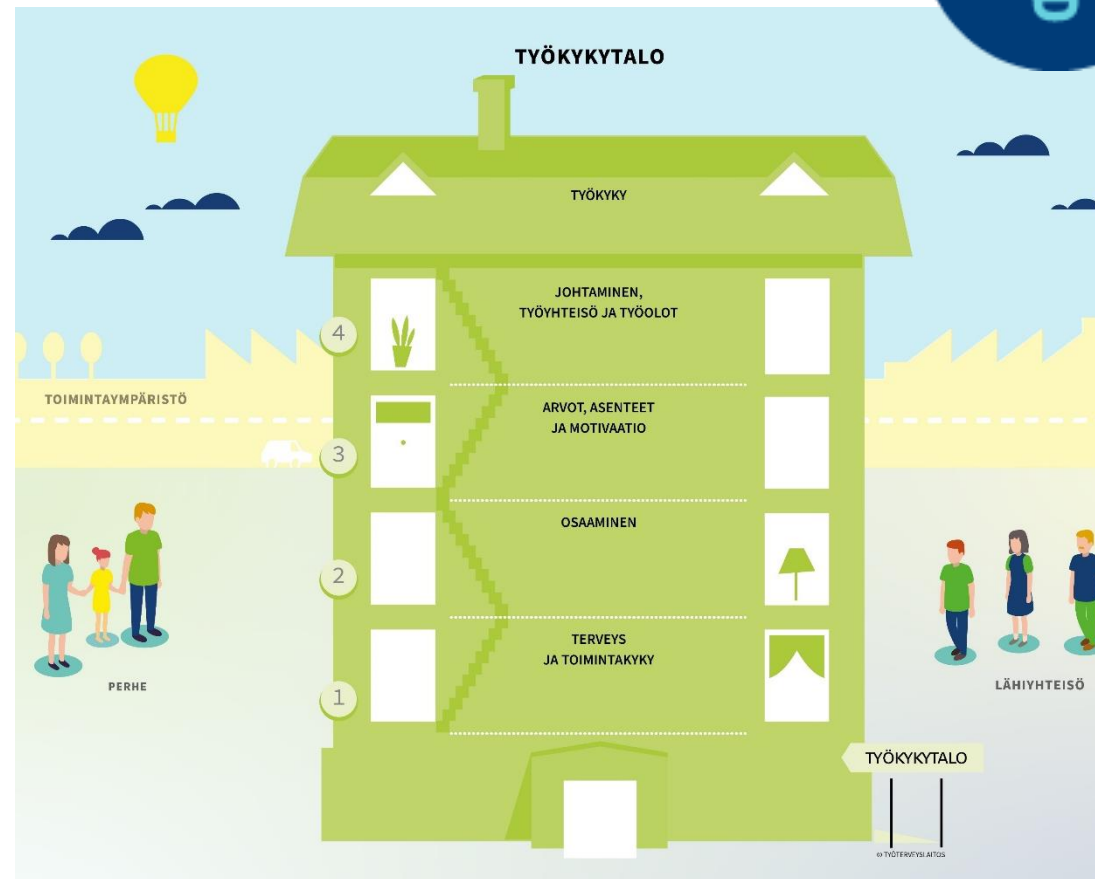 TYÖKYKYTALO
TYÖKYKY
JOHTAMINEN,
TYÖYHTEISÖ JA TYÖOLOT
4
TOIMINTAYMPÄRISTÖ
ARVOT, ASENTEET
JA MOTIVAATIO
3
OSAAMINEN
2
TERVEYS
JA TOIMINTAKYKY
1
PERHE
LÄHIYHTEISÖ
TYÖKYKYTALO
© TYÖTERVEYSLAITOS